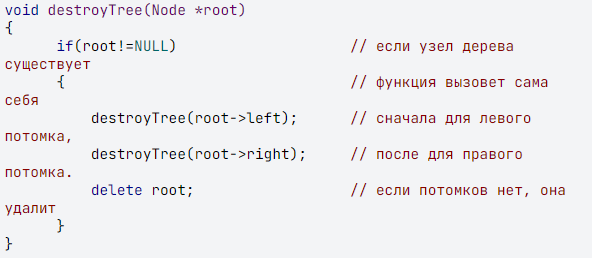 void destroyTree(Node *root)
{
      if(root!=NULL)                    // если узел дерева
существует
      {                                 // функция вызовет сама
себя
          destroyTree(root->left);      // сначала для левого
потомка,
          destroyTree(root->right);     // после для правого
потомка.
          delete root;                  // если потомков нет, она
удалит
      }
}